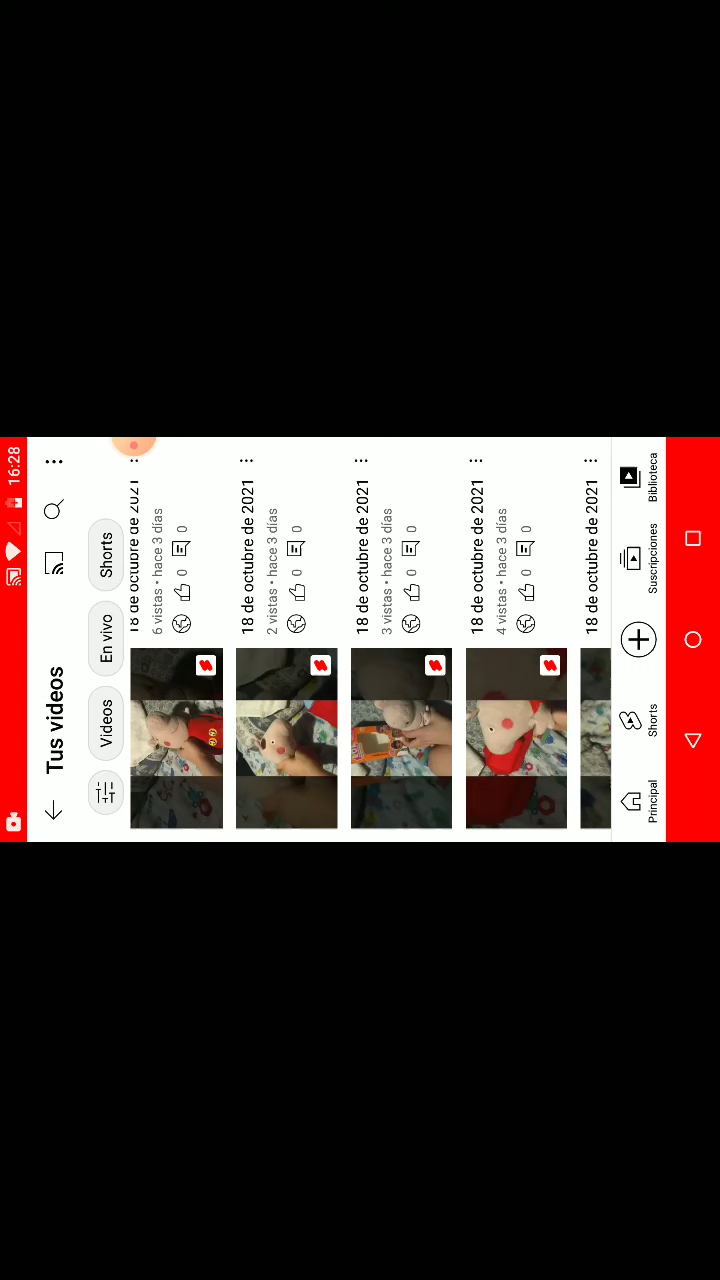 16:28
Tus videos
Videos
En vivo
Shorts
18 de octubre de 2021
6 vistas • hace 3 días
0
0
18 de octubre de 2021
2 vistas • hace 3 días
0
0
18 de octubre de 2021
3 vistas • hace 3 días
0
0
18 de octubre de 2021
4 vistas • hace 3 días
0
0
18 de octubre de 2021
Principal
Shorts
Suscripciones
Biblioteca